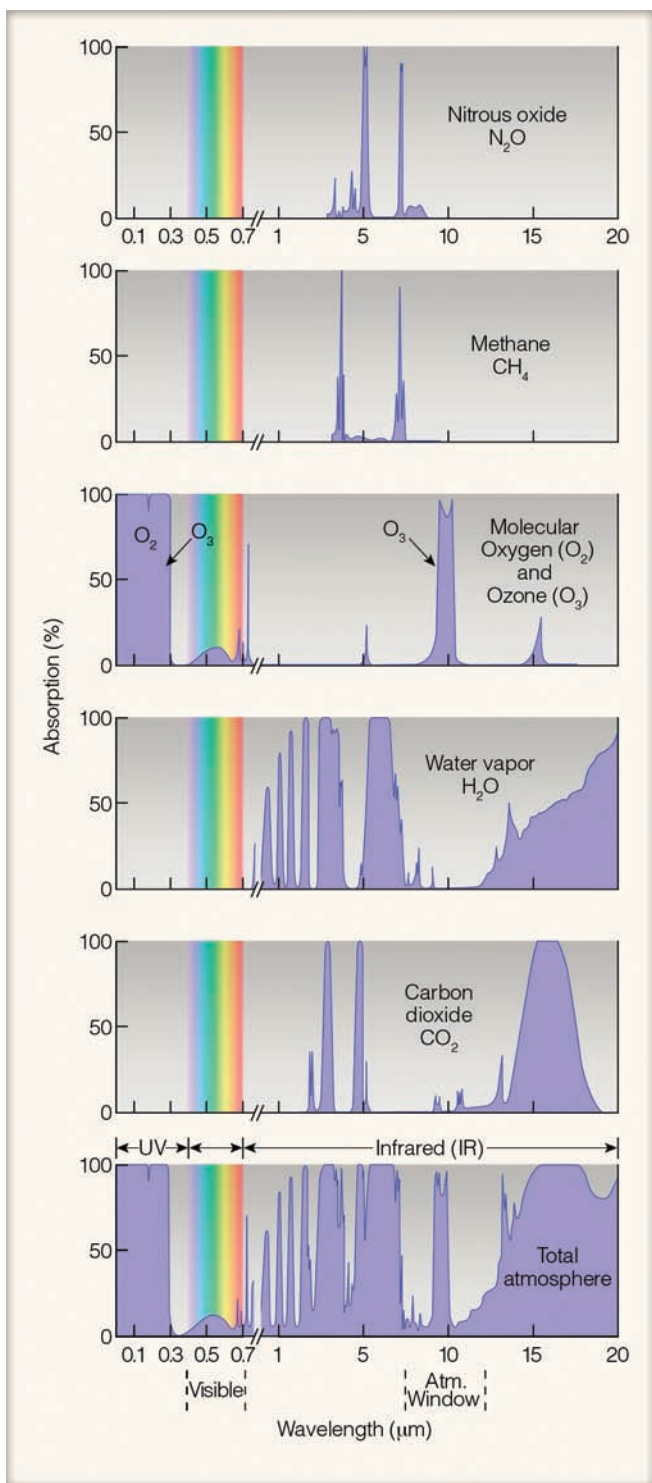 100
50
0
Nitrous oxide
N₂O
0.1 0.3 0.5 0.7 1 5 10 15 20
100
50
0
Methane
CH₄
100
50
0
O₂
O₃
O₃
Molecular
Oxygen (O₂)
and
Ozone (O₃)
Absorption (%)
100
50
0
Water vapor
H₂O
100
50
0
Carbon
dioxide
CO₂
UV Infrared (IR)
100
50
0
Total
atmosphere
0.1 0.3 0.5 0.7 1 5 10 15 20
Visible
Atm.
Window
Wavelength (μm)